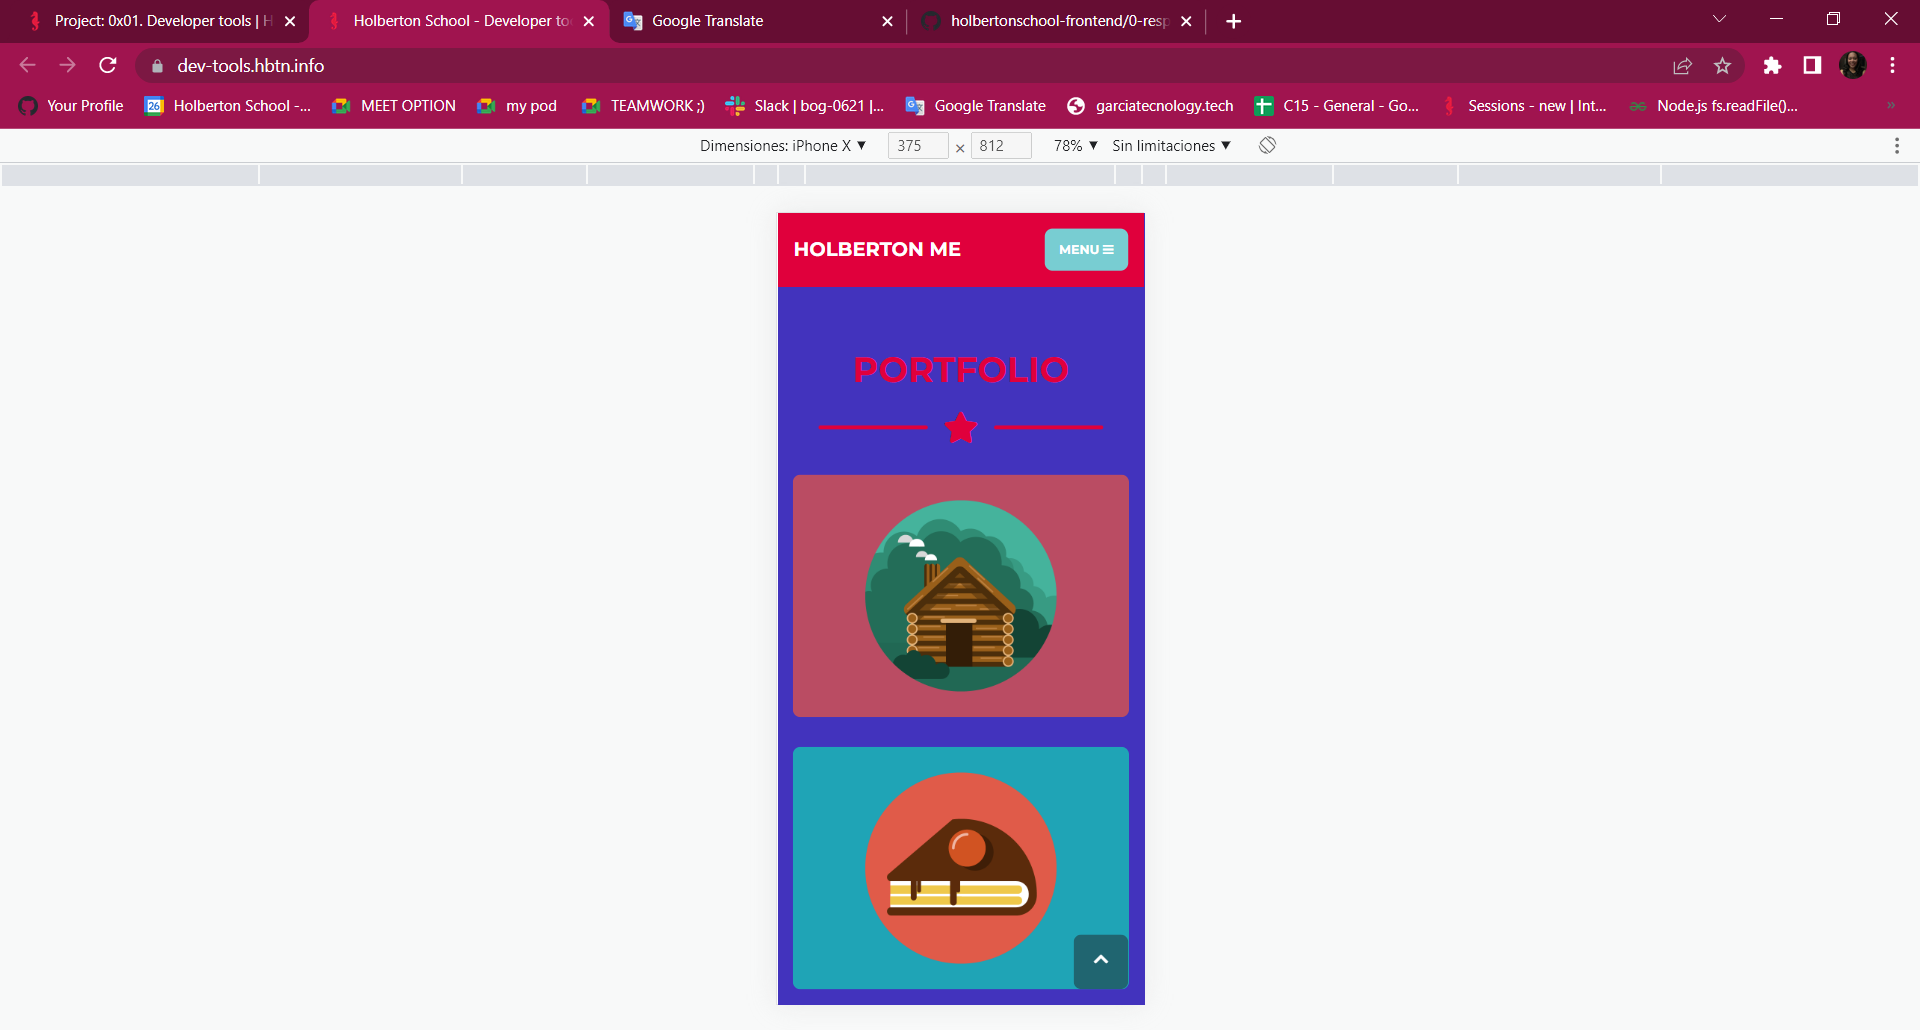 Project: 0x01. Developer tools | H
Holberton School - Developer too
Google Translate
holbertonschool-frontend/0-resp
dev-tools.hbtn.info
Your Profile
26
Holberton School -...
MEET OPTION
my pod
TEAMWORK ;)
Slack | bog-0621 |...
Google Translate
garciatecnology.tech
C15 - General - Go...
Sessions - new | Int...
Node.js fs.readFile()...
»
Dimensiones: iPhone X ▼
375
×
812
78% ▼
Sin limitaciones ▼
HOLBERTON ME
MENU
PORTFOLIO